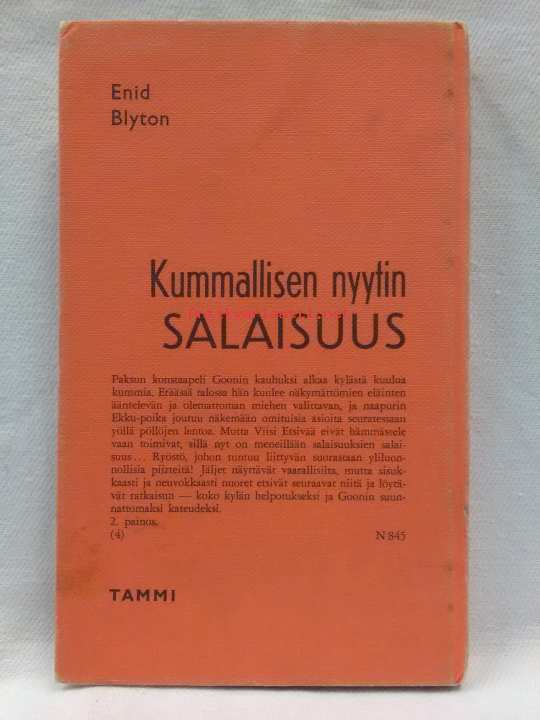 Enid
Blyton
Kummallisen nyytin
SALAISUUS
Paksun konstaapeli Goonin kauhuksi alkaa kylästä kuulua
kummia. Eräässä talossa hän kuulee näkymättömien eläinten
ääntelevän ja olemattoman miehen valittavan, ja naapurin
Ekku-poika joutuu näkemään omituisia asioita seuratessaan
yöllä pöllöjen lentoa. Mutta Viisi Etsivää eivät hämmästele
vaan toimivat, sillä nyt on meneillään salaisuuksien salai-
suus... Ryöstö, johon tuntuu liittyvän suorastaan yliluon-
nollisia piirteitä! Jäljet näyttävät vaarallisilta, mutta sisuk-
kaasti ja neuvokkaasti nuoret etsivät seuraavat niitä ja löytä-
vät ratkaisun — koko kylän helpotukseksi ja Goonin suun-
nattomaksi kateudeksi.
2. painos.
(4) N 845
TAMMI